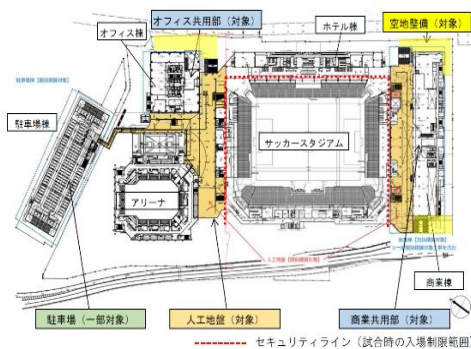 オフィス共用部（対象）
空地整備（対象）
オフィス棟
ホテル棟
駐車場棟
サッカースタジアム
アリーナ
商業棟
駐車場（一部対象）
人工地盤（対象）
商業共用部（対象）
セキュリティライン（試合時の入場制限範囲